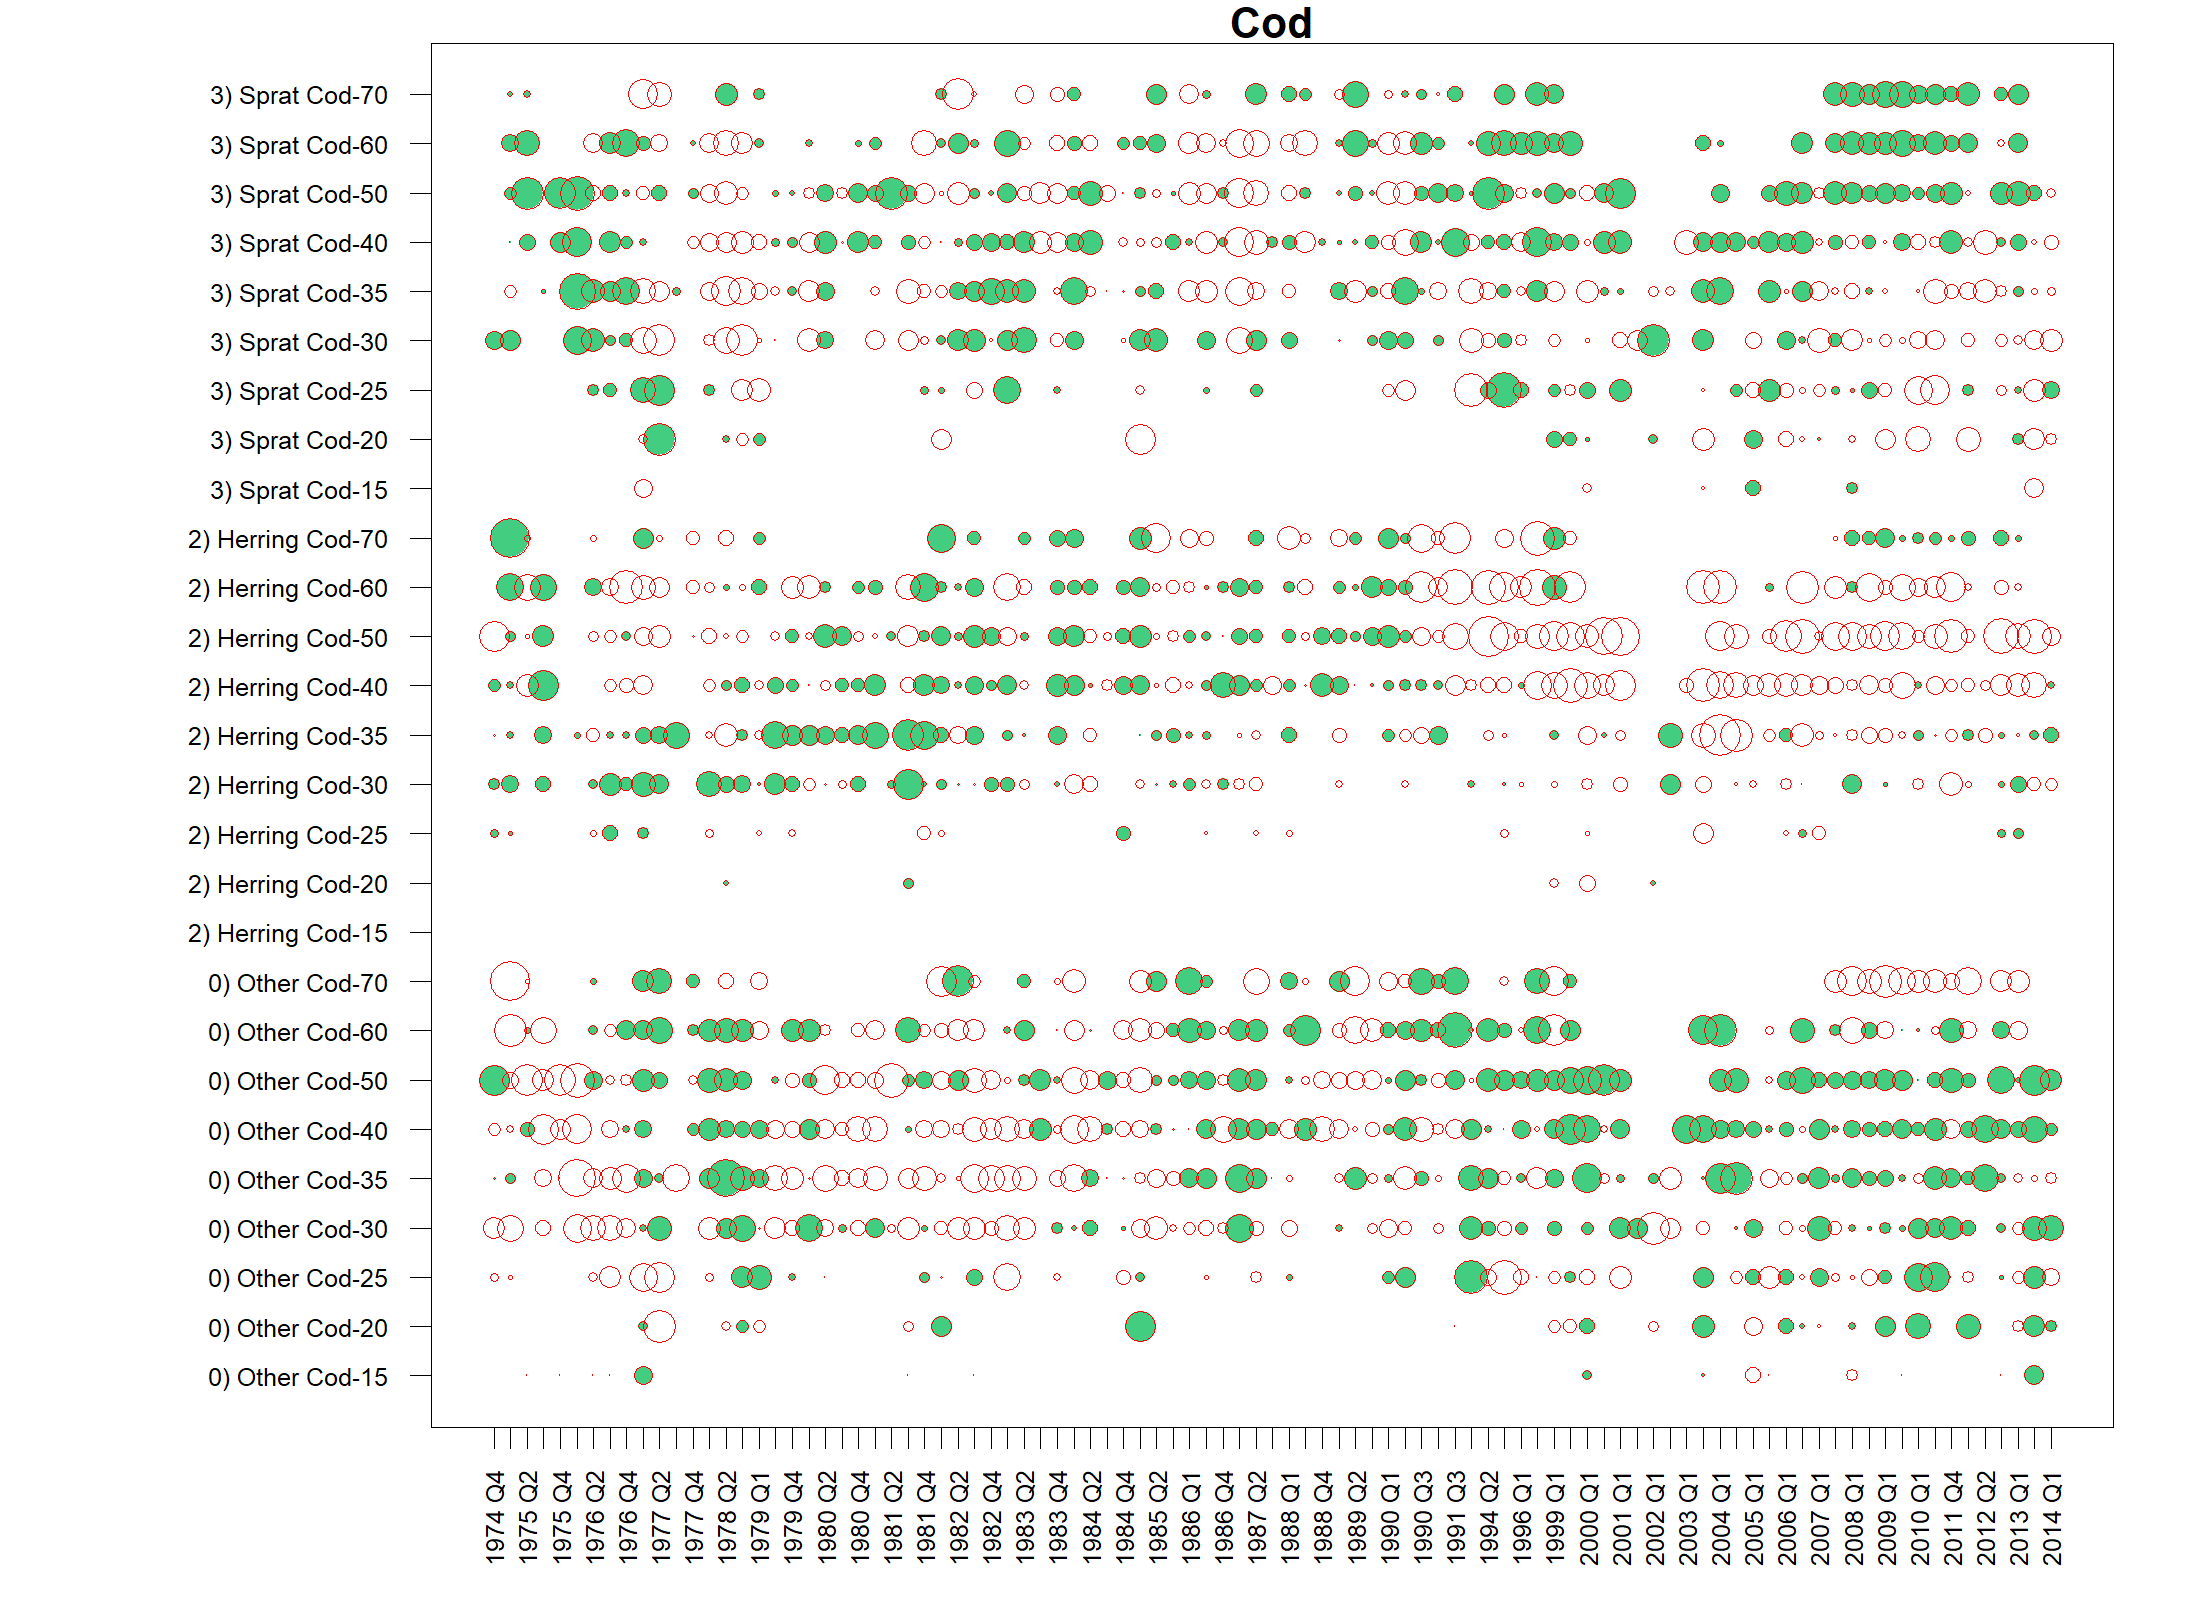 Cod
3) Sprat Cod-70
3) Sprat Cod-60
3) Sprat Cod-50
3) Sprat Cod-40
3) Sprat Cod-35
3) Sprat Cod-30
3) Sprat Cod-25
3) Sprat Cod-20
3) Sprat Cod-15
2) Herring Cod-70
2) Herring Cod-60
2) Herring Cod-50
2) Herring Cod-40
2) Herring Cod-35
2) Herring Cod-30
2) Herring Cod-25
2) Herring Cod-20
2) Herring Cod-15
0) Other Cod-70
0) Other Cod-60
0) Other Cod-50
0) Other Cod-40
0) Other Cod-35
0) Other Cod-30
0) Other Cod-25
0) Other Cod-20
0) Other Cod-15
1974 Q4
1975 Q2
1975 Q4
1976 Q2
1976 Q4
1977 Q2
1977 Q4
1978 Q2
1979 Q1
1979 Q4
1980 Q2
1980 Q4
1981 Q2
1981 Q4
1982 Q2
1982 Q4
1983 Q2
1983 Q4
1984 Q2
1984 Q4
1985 Q2
1986 Q1
1986 Q4
1987 Q2
1988 Q1
1988 Q4
1989 Q2
1990 Q1
1990 Q3
1991 Q3
1994 Q2
1996 Q1
1999 Q1
2000 Q1
2001 Q1
2002 Q1
2003 Q1
2004 Q1
2005 Q1
2006 Q1
2007 Q1
2008 Q1
2009 Q1
2010 Q1
2011 Q4
2012 Q2
2013 Q1
2014 Q1